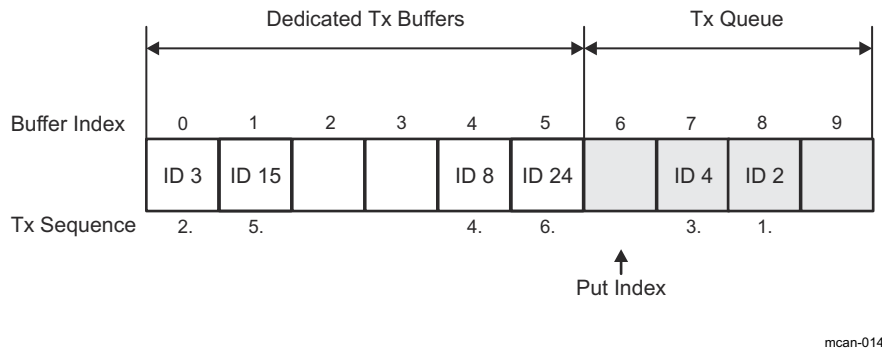 Dedicated Tx Buffers Tx Queue
Buffer Index 0 1 2 3 4 5 6 7 8 9
ID 3 ID 15 ID 8 ID 24 ID 4 ID 2
Tx Sequence 2. 5. 4. 6. 3. 1.
Put Index
mcan-014